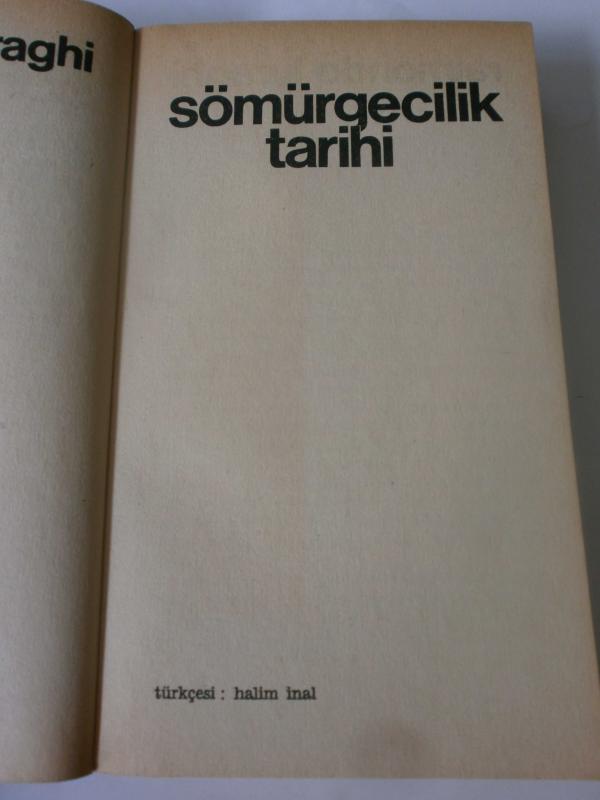 raghi
sömürgecilik
tarihi
türkçesi : halim inal